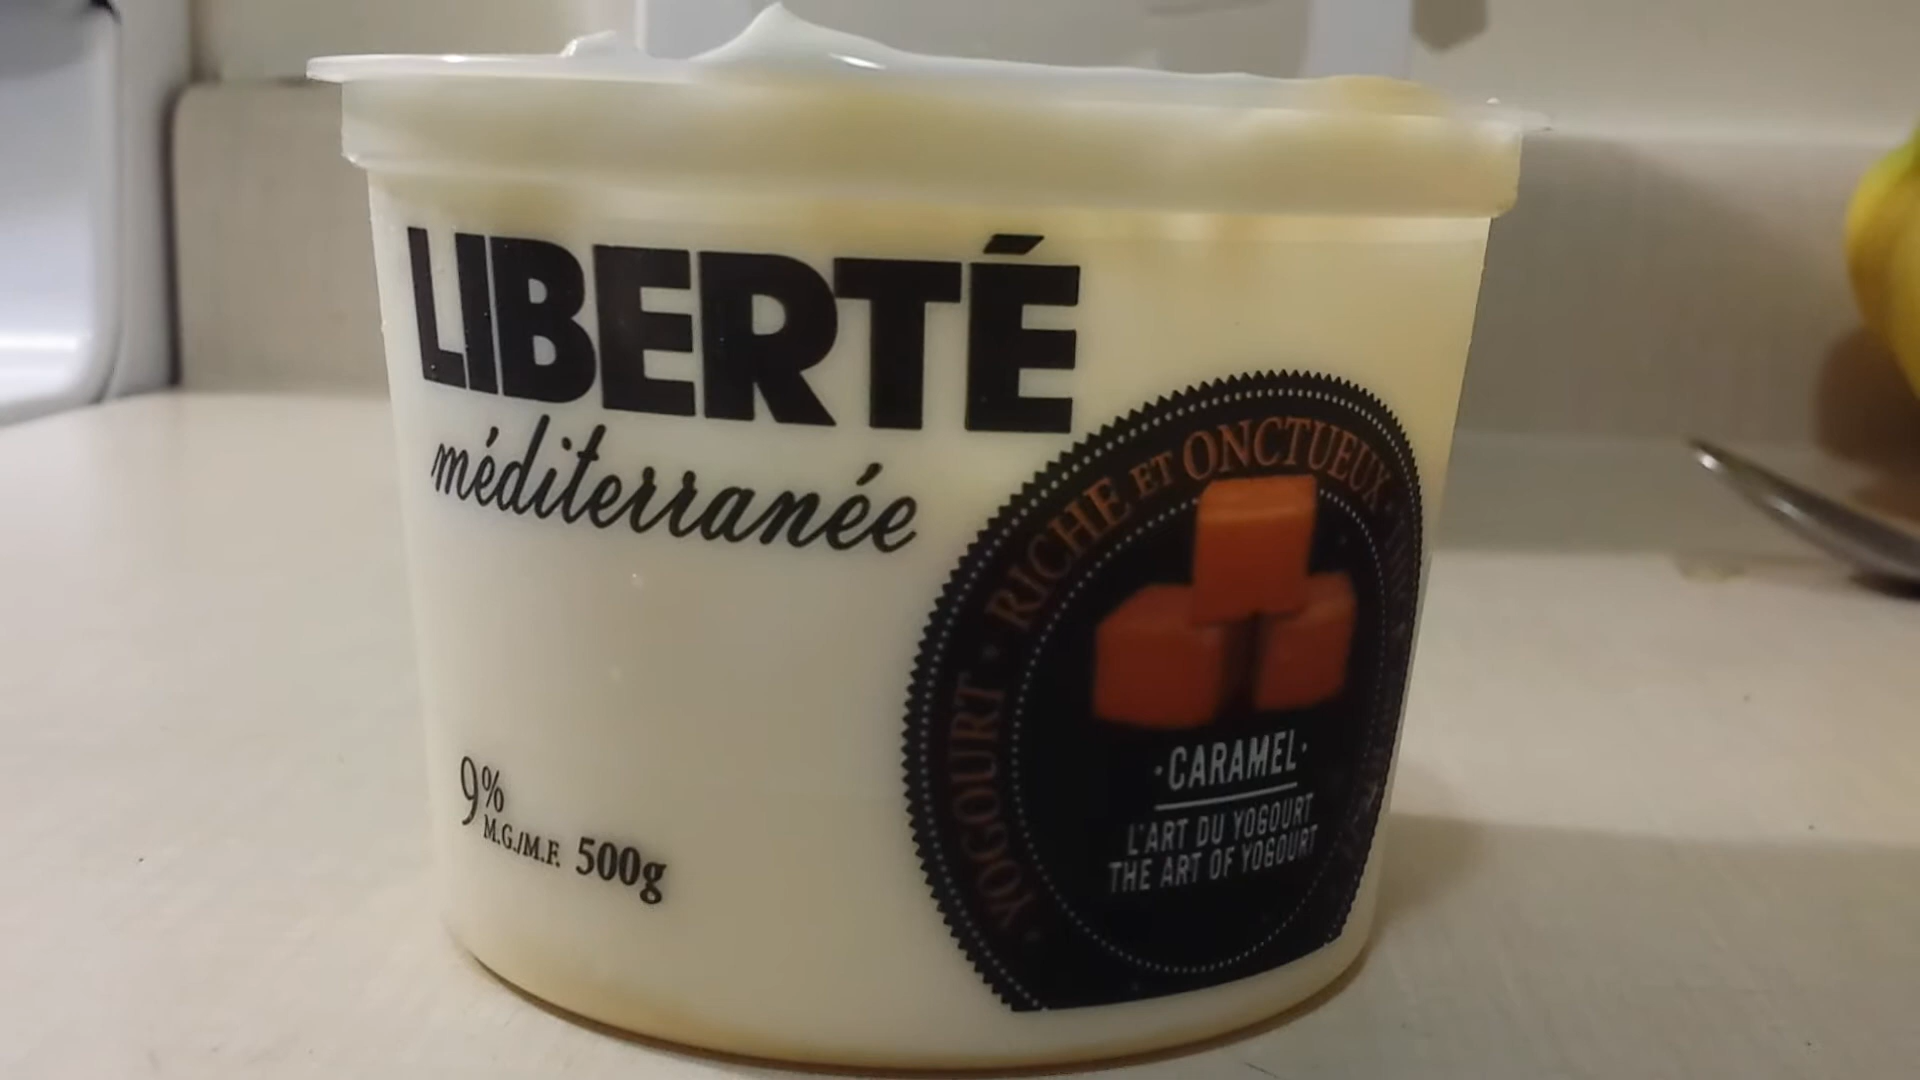 LIBERTÉ
méditerranée
YOGOURT • RICHE ET ONCTUEUX •
•CARAMEL•
L'ART DU YOGOURT
THE ART OF YOGOURT
9%
M.G./M.F. 500g